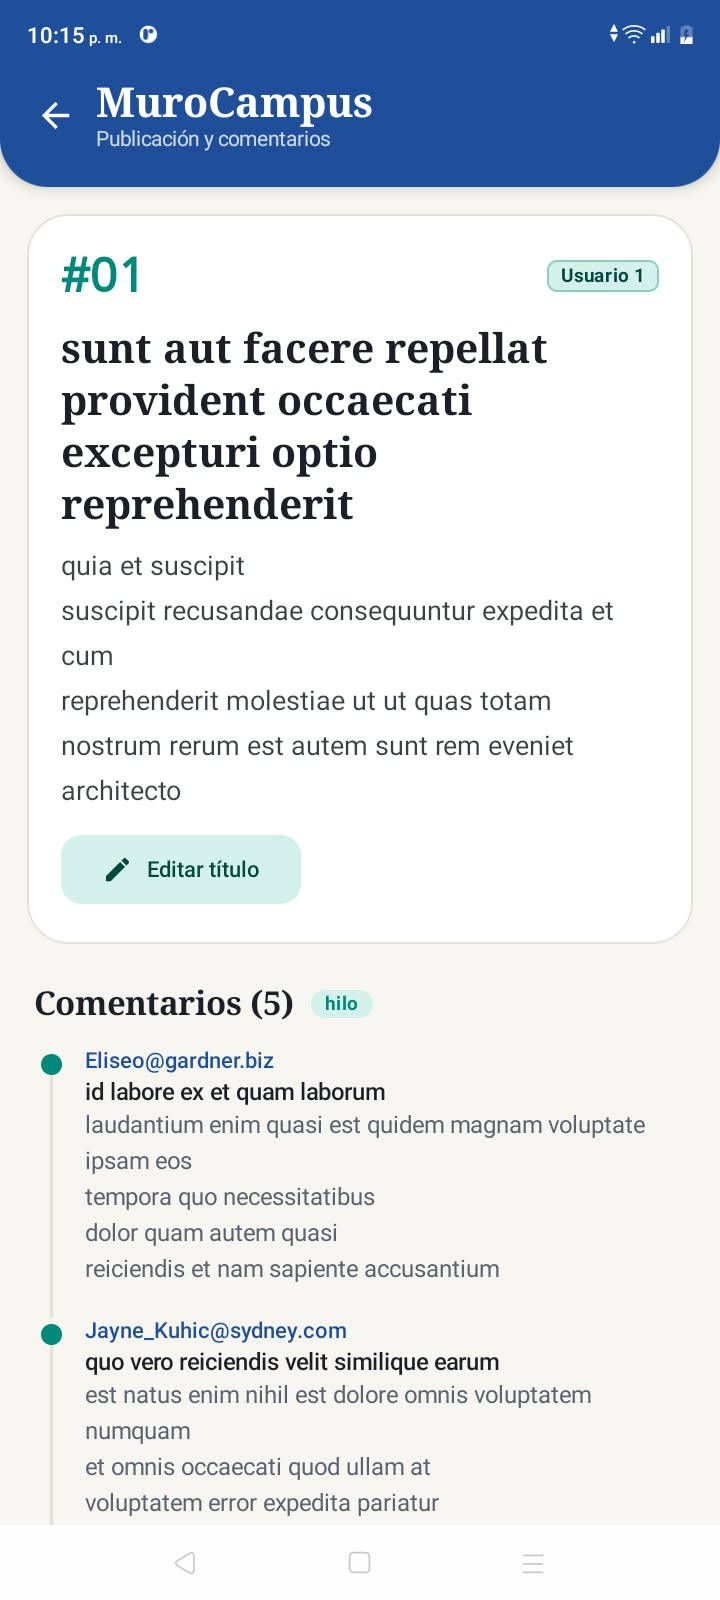 10:15 p. m.
MuroCampus
Publicación y comentarios
#01
Usuario 1
sunt aut facere repellat
provident occaecati
excepturi optio
reprehenderit
quia et suscipit
suscipit recusandae consequuntur expedita et
cum
reprehenderit molestiae ut ut quas totam
nostrum rerum est autem sunt rem eveniet
architecto
Editar título
Comentarios (5)
hilo
Eliseo@gardner.biz
id labore ex et quam laborum
laudantium enim quasi est quidem magnam voluptate
ipsam eos
tempora quo necessitatibus
dolor quam autem quasi
reiciendis et nam sapiente accusantium
Jayne_Kuhic@sydney.com
quo vero reiciendis velit similique earum
est natus enim nihil est dolore omnis voluptatem
numquam
et omnis occaecati quod ullam at
voluptatem error expedita pariatur